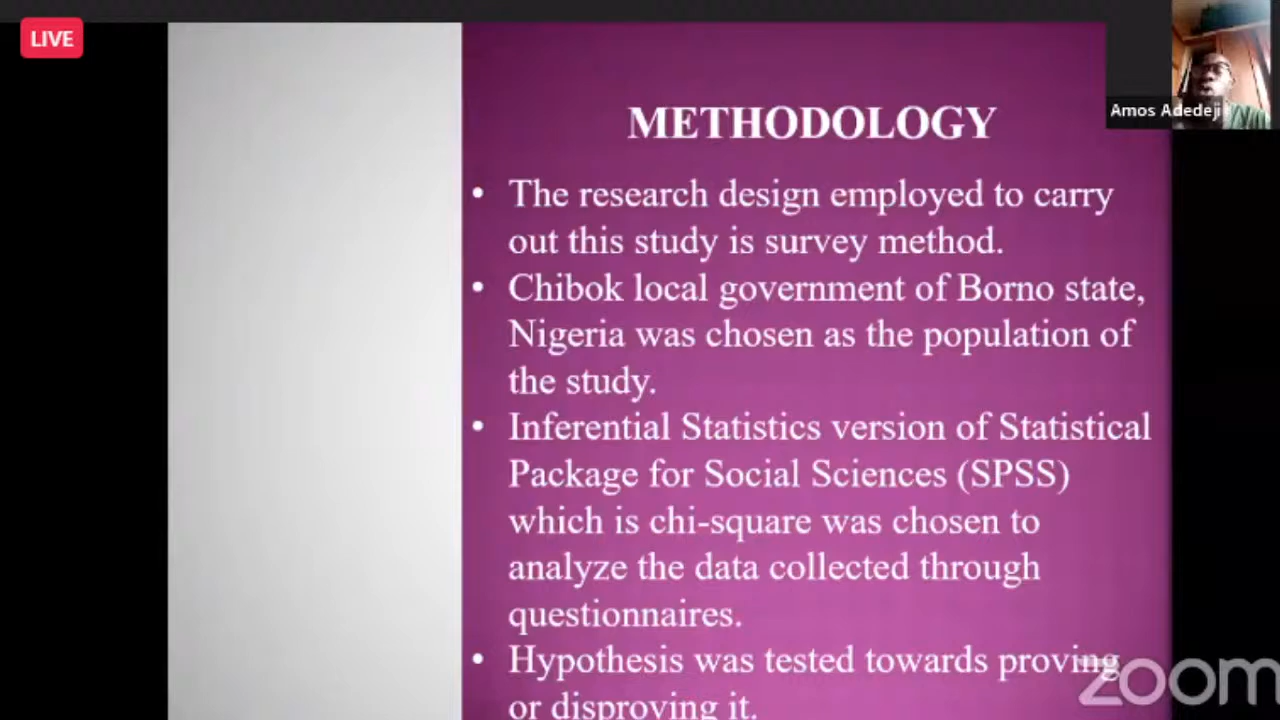 LIVE
Amos Adedeji
METHODOLOGY
• The research design employed to carry
out this study is survey method.
• Chibok local government of Borno state,
Nigeria was chosen as the population of
the study.
• Inferential Statistics version of Statistical
Package for Social Sciences (SPSS)
which is chi-square was chosen to
analyze the data collected through
questionnaires.
• Hypothesis was tested towards proving
or disproving it.
zoom